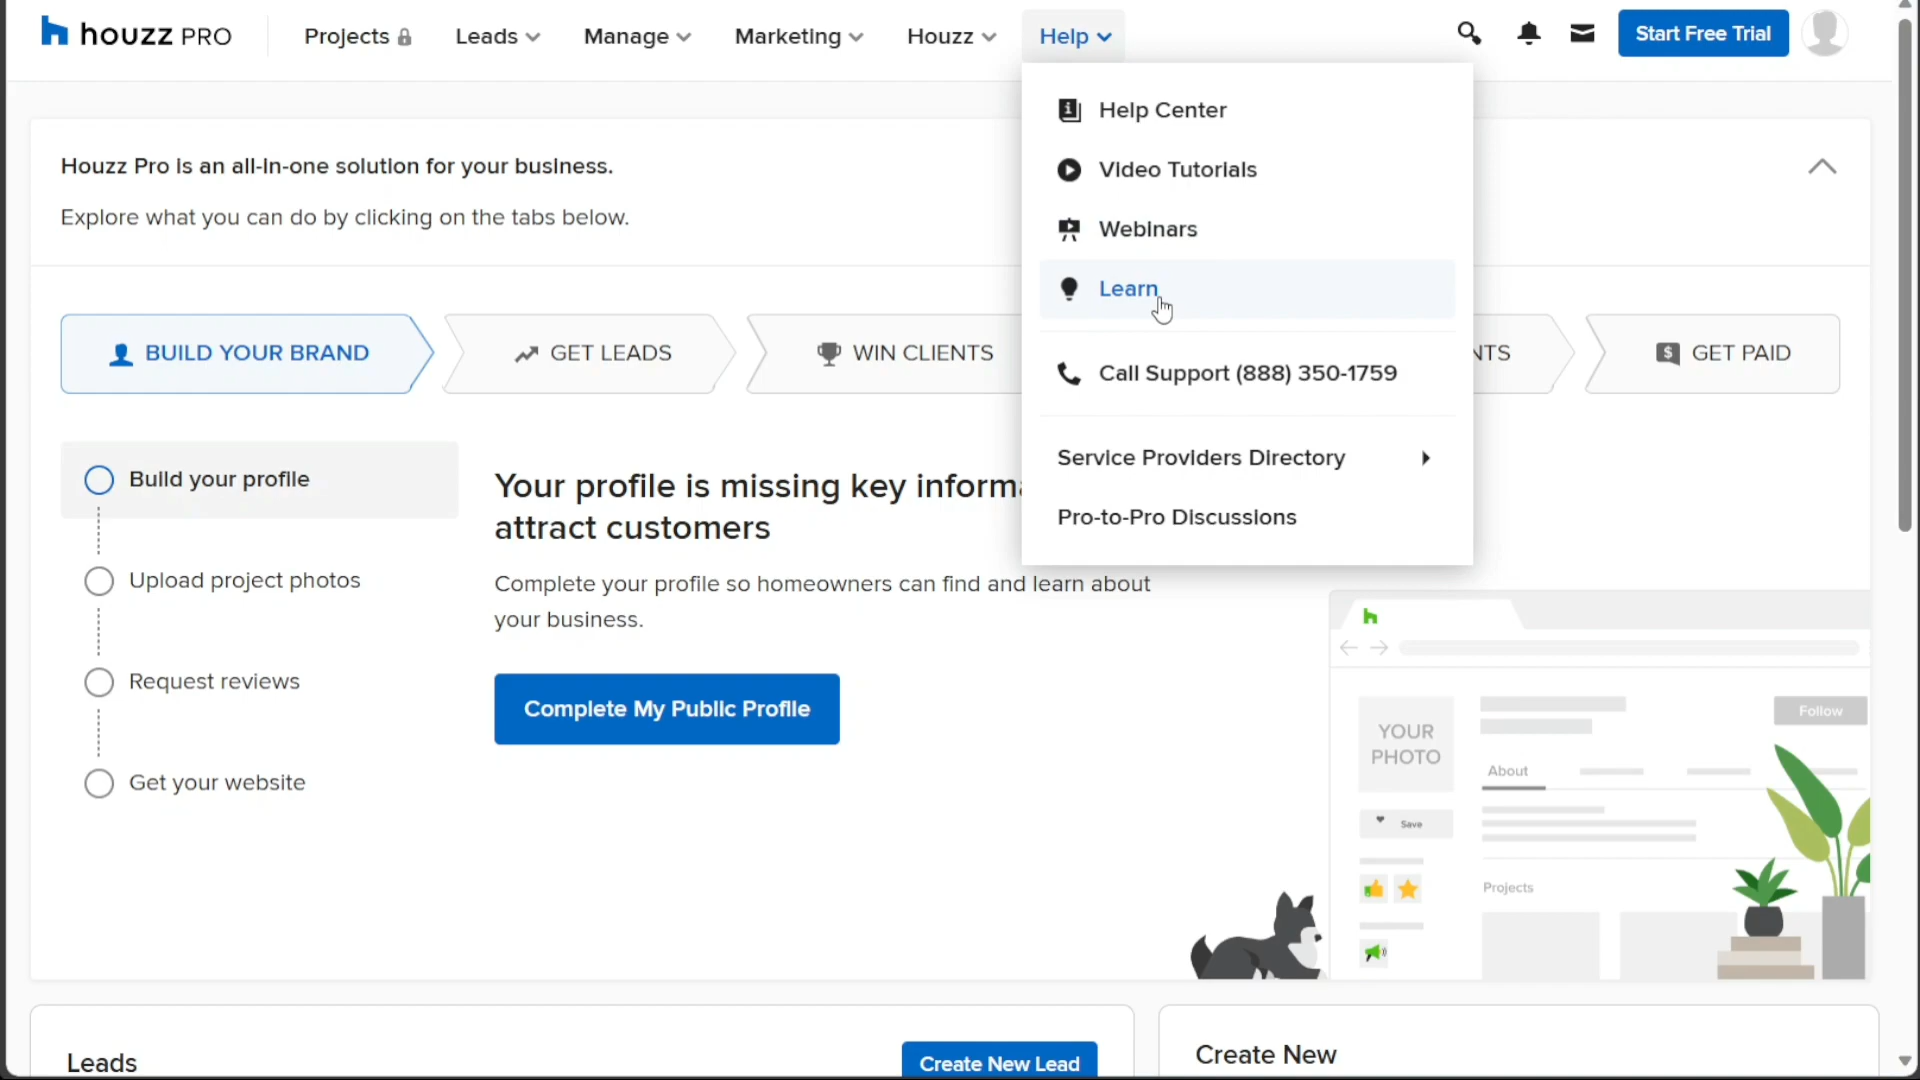 houzz PRO
Projects
Leads
Manage
Marketing
Houzz
Help
Start Free Trial
Help Center
Video Tutorials
Webinars
Learn
Call Support (888) 350-1759
Service Providers Directory
Pro-to-Pro Discussions
Houzz Pro is an all-in-one solution for your business.
Explore what you can do by clicking on the tabs below.
BUILD YOUR BRAND
GET LEADS
WIN CLIENTS
NTS
GET PAID
Build your profile
Upload project photos
Request reviews
Get your website
Your profile is missing key inform
attract customers
Complete your profile so homeowners can find and learn about
your business.
Complete My Public Profile
YOUR
PHOTO
Follow
About
Save
Projects
Leads
Create New Lead
Create New